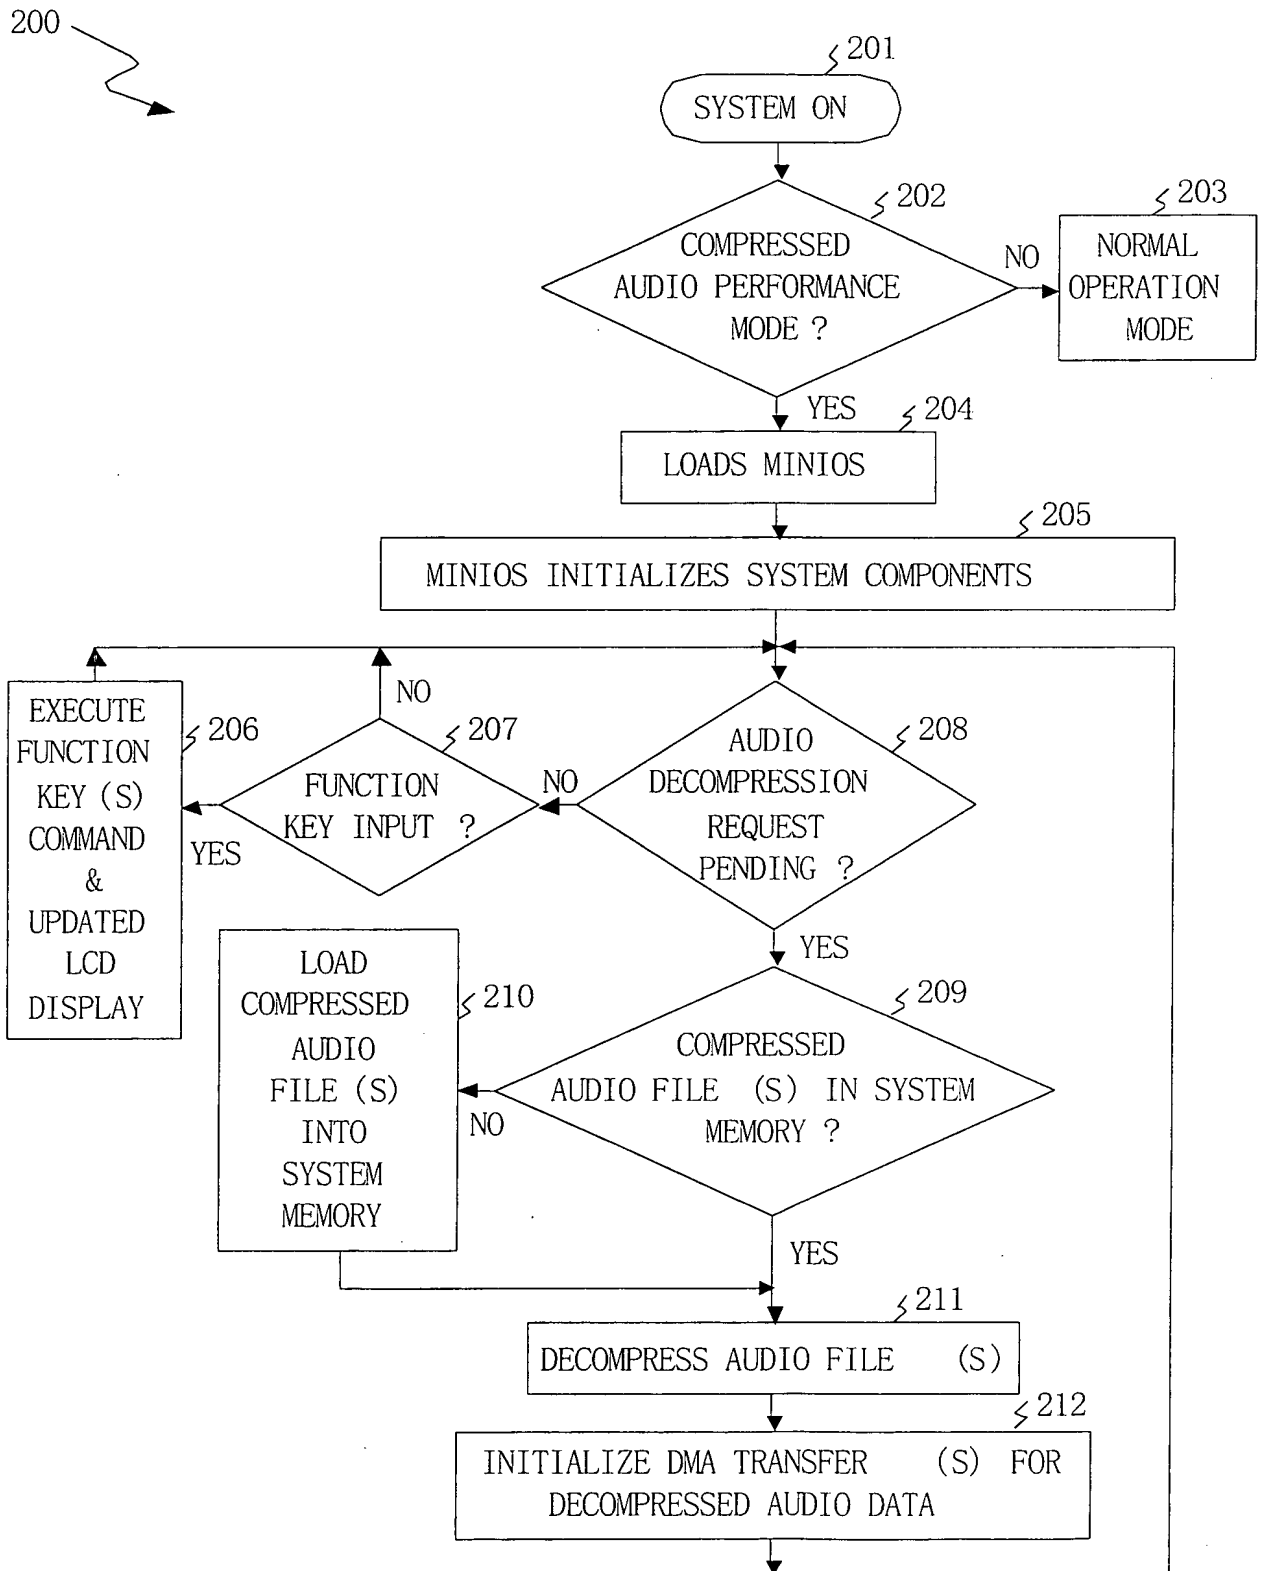 200
201
SYSTEM ON
202
COMPRESSED
AUDIO PERFORMANCE
MODE ?
NO
203
NORMAL
OPERATION
MODE
YES
204
LOADS MINIOS
205
MINIOS INITIALIZES SYSTEM COMPONENTS
EXECUTE
FUNCTION
KEY (S)
COMMAND
&
UPDATED
LCD
DISPLAY
206
YES
NO
207
FUNCTION
KEY INPUT ?
NO
208
AUDIO
DECOMPRESSION
REQUEST
PENDING ?
YES
209
COMPRESSED
AUDIO FILE (S) IN SYSTEM
MEMORY ?
NO
210
LOAD
COMPRESSED
AUDIO
FILE (S)
INTO
SYSTEM
MEMORY
YES
211
DECOMPRESS AUDIO FILE (S)
212
INITIALIZE DMA TRANSFER (S) FOR
DECOMPRESSED AUDIO DATA